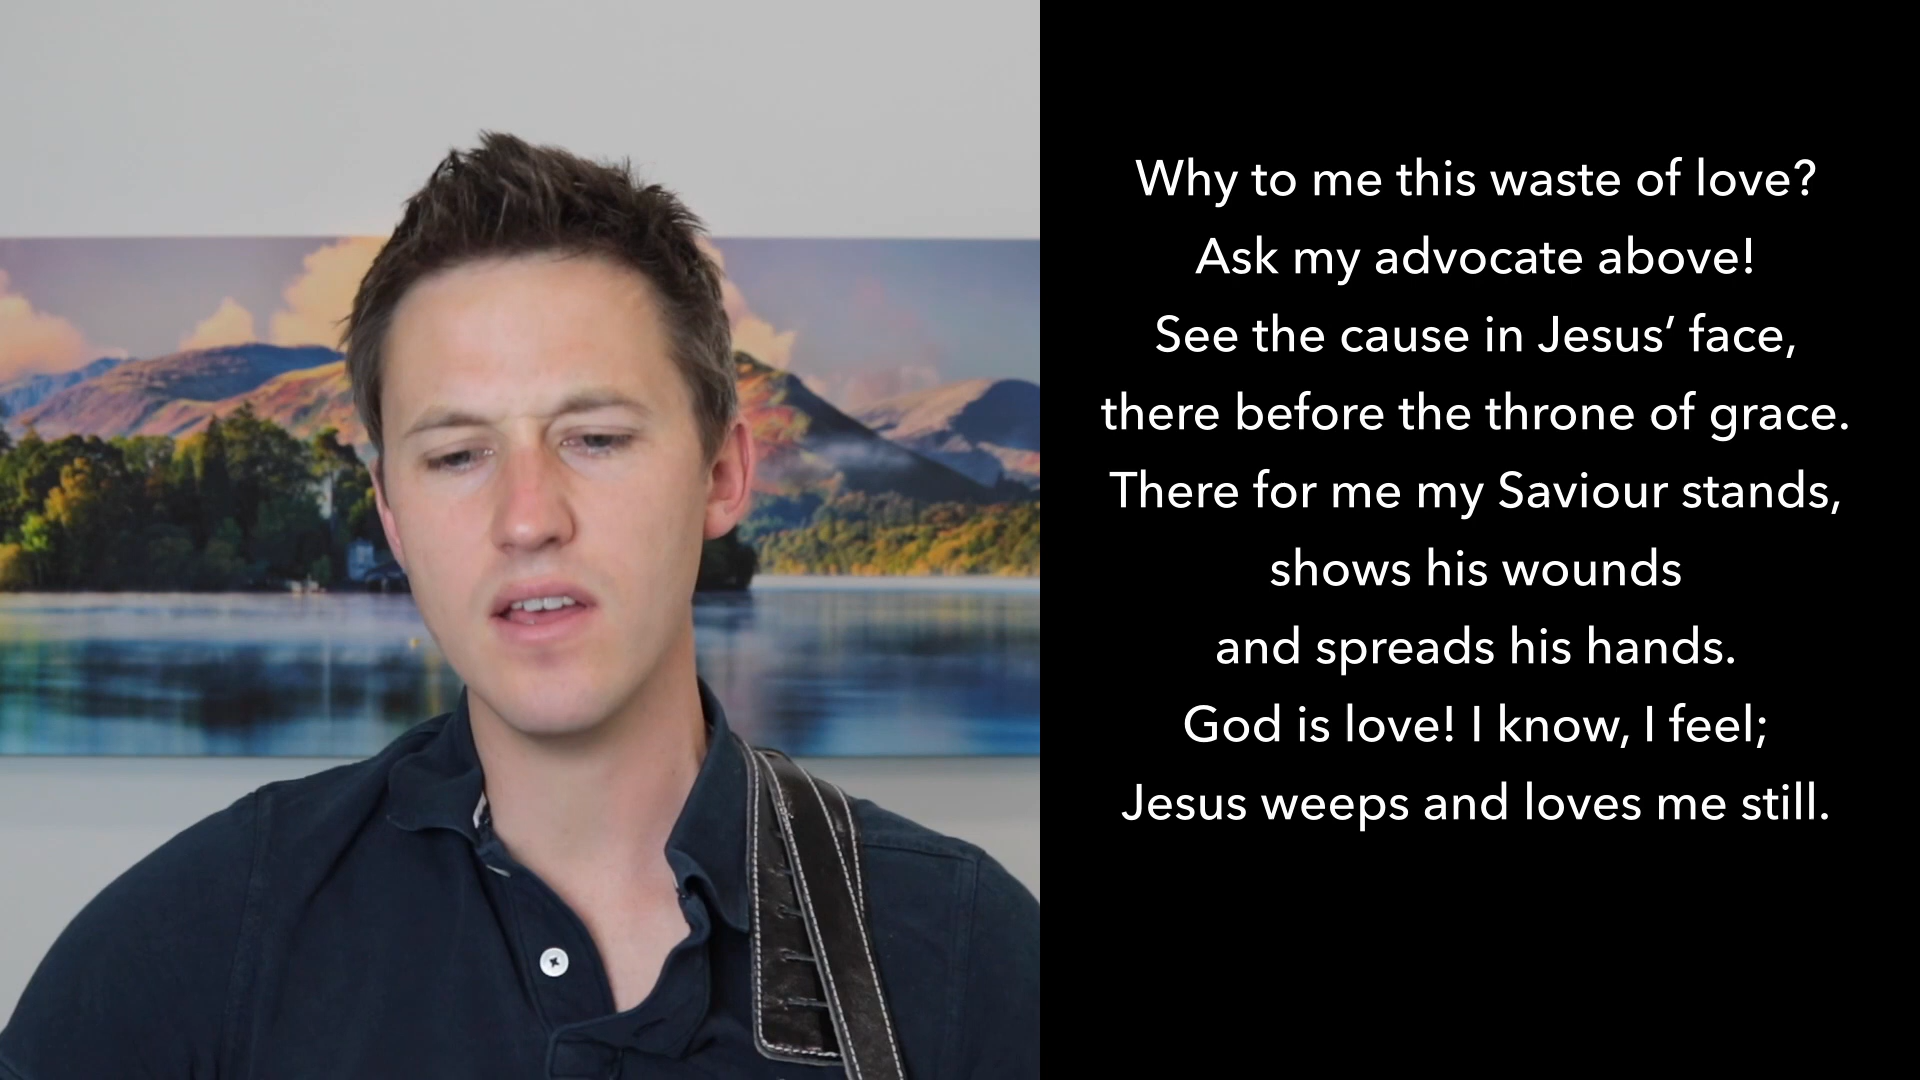 Why to me this waste of love?
Ask my advocate above!
See the cause in Jesus’ face,
there before the throne of grace.
There for me my Saviour stands,
shows his wounds
and spreads his hands.
God is love! I know, I feel;
Jesus weeps and loves me still.